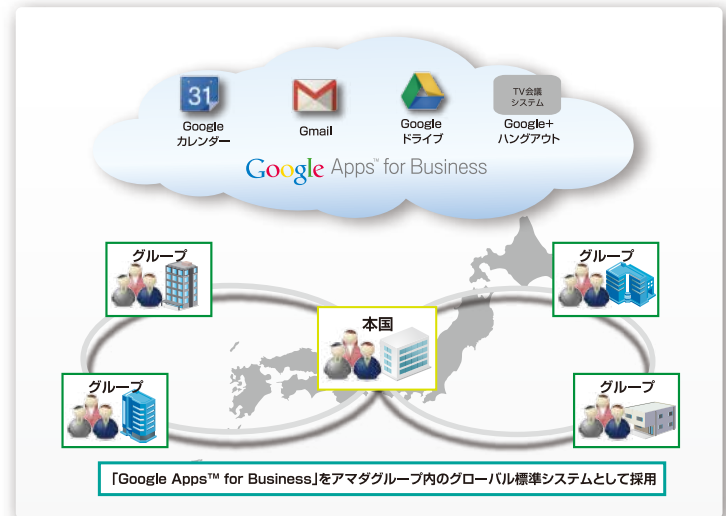 31
TV会議
システム
Google
カレンダー
Gmail
Google
ドライブ
Google+
ハングアウト
Google Apps™ for Business
グループ
グループ
本国
グループ
グループ
「Google Apps™ for Business」をアマダグループ内のグローバル標準システムとして採用